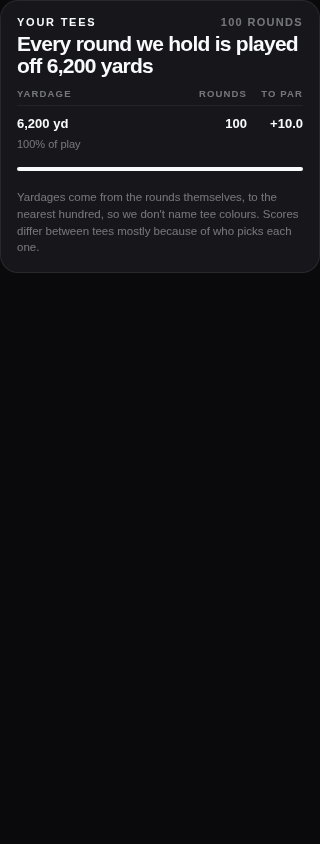 YOUR TEES 100 ROUNDS
Every round we hold is played
off 6,200 yards
YARDAGE ROUNDS TO PAR
6,200 yd 100 +10.0
100% of play
Yardages come from the rounds themselves, to the
nearest hundred, so we don't name tee colours. Scores
differ between tees mostly because of who picks each
one.